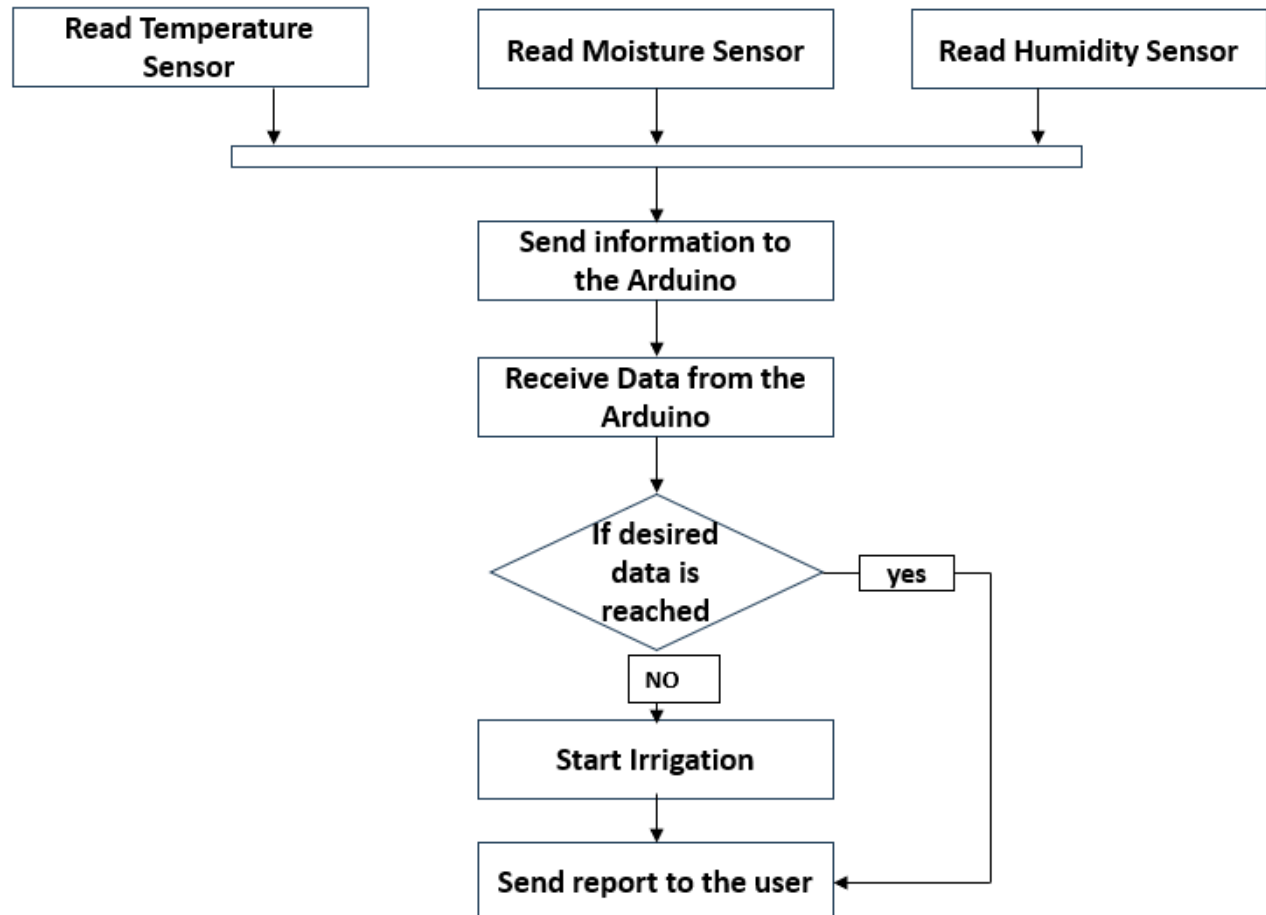 Read Temperature
Sensor
Read Moisture Sensor
Read Humidity Sensor
Send information to
the Arduino
Receive Data from the
Arduino
If desired
data is
reached
yes
NO
Start Irrigation
Send report to the user